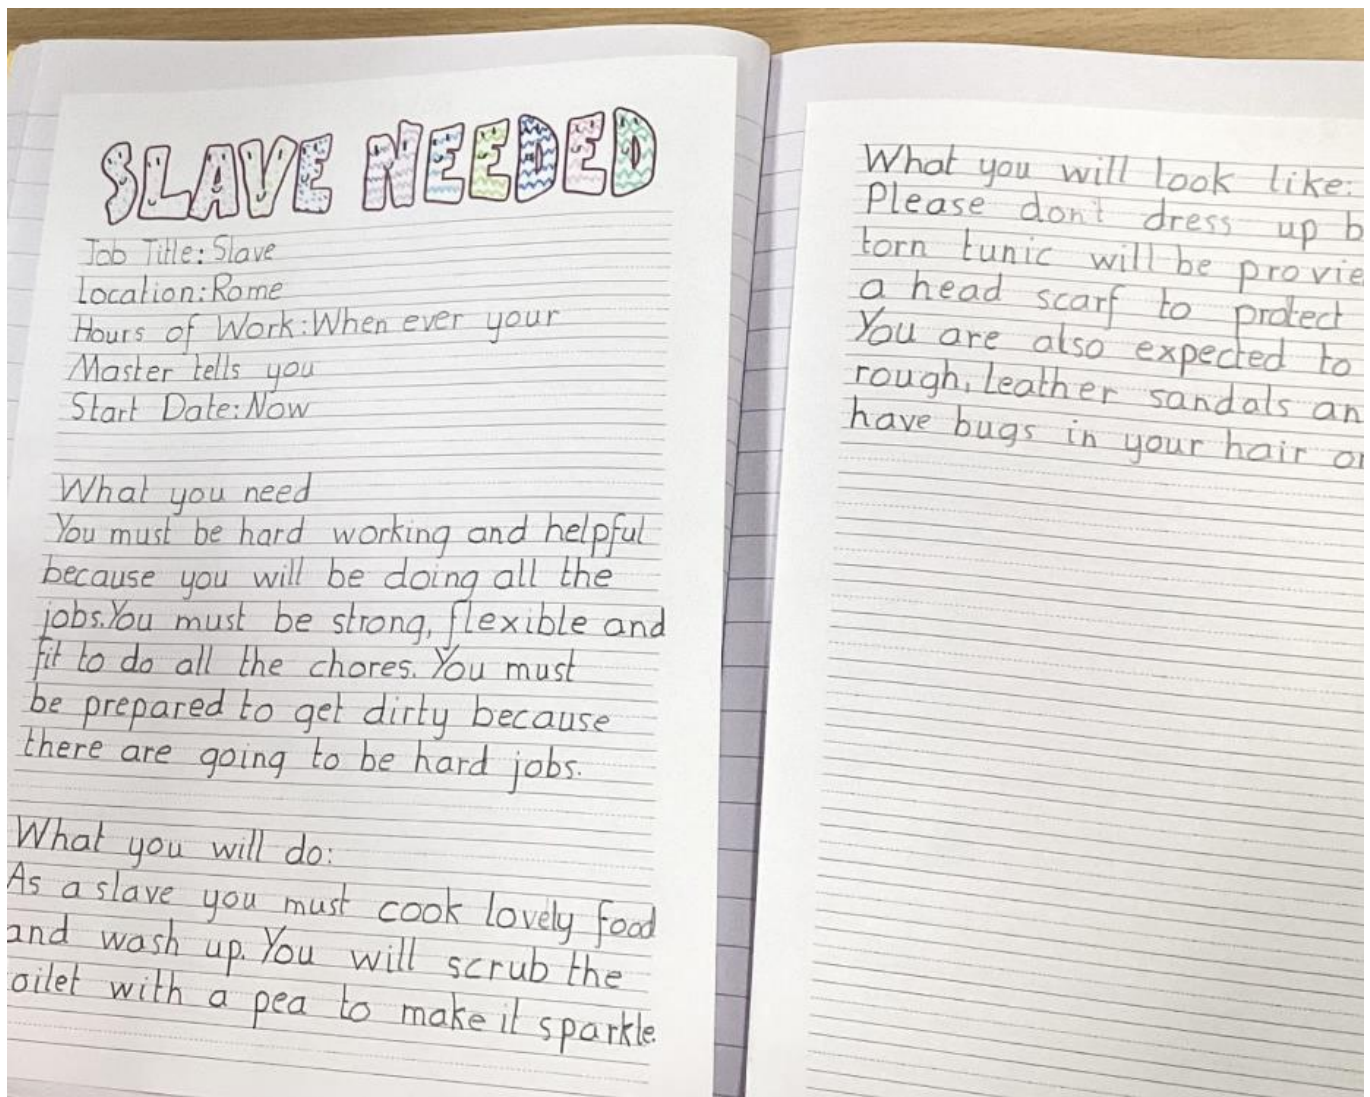 SLAVE NEEDED
Job Title: Slave
Location: Rome
Hours of Work: When ever your
Master tells you
Start Date: Now
What you need
You must be hard working and helpful
because you will be doing all the
jobs. You must be strong, flexible and
fit to do all the chores. You must
be prepared to get dirty because
there are going to be hard jobs.
What you will do:
As a slave you must cook lovely food
and wash up. You will scrub the
oilet with a pea to make it sparkle.
What you will look like:
Please don't dress up b
torn tunic will be provie
a head scarf to protect
You are also expected to
rough, leather sandals an
have bugs in your hair or